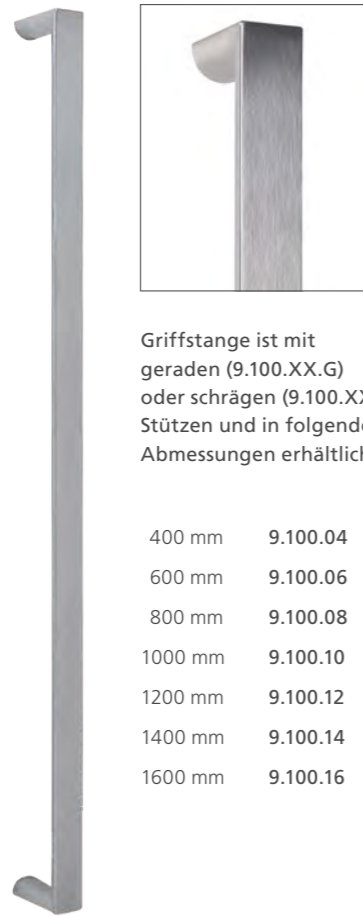 Griffstange ist mit
geraden (9.100.XX.G)
oder schrägen (9.100.XX
Stützen und in folgende
Abmessungen erhältlich
400 mm 9.100.04
600 mm 9.100.06
800 mm 9.100.08
1000 mm 9.100.10
1200 mm 9.100.12
1400 mm 9.100.14
1600 mm 9.100.16